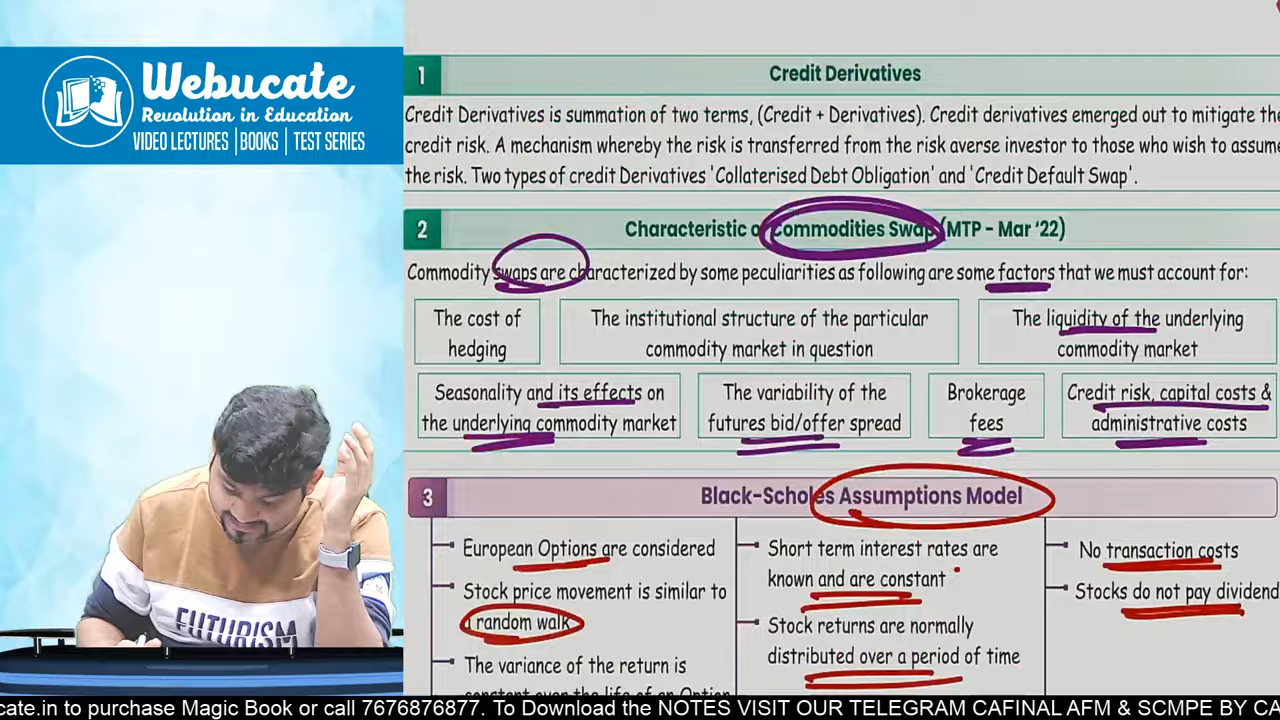 Webucate
Revolution in Education
VIDEO LECTURES | BOOKS | TEST SERIES
FUTURISM
1
Credit Derivatives
Credit Derivatives is summation of two terms, (Credit + Derivatives). Credit derivatives emerged out to mitigate the
credit risk. A mechanism whereby the risk is transferred from the risk averse investor to those who wish to assume
the risk. Two types of credit Derivatives 'Collaterised Debt Obligation' and 'Credit Default Swap'.
2
Characteristic of Commodities Swap (MTP - Mar '22)
Commodity swaps are characterized by some peculiarities as following are some factors that we must account for:
The cost of
hedging
The institutional structure of the particular
commodity market in question
The liquidity of the underlying
commodity market
Seasonality and its effects on
the underlying commodity market
The variability of the
futures bid/offer spread
Brokerage
fees
Credit risk, capital costs &
administrative costs
3
Black-Scholes Assumptions Model
European Options are considered
Stock price movement is similar to
random walk
The variance of the return is
constant over the life of an Option
Short term interest rates are
known and are constant
Stock returns are normally
distributed over a period of time
No transaction costs
Stocks do not pay dividend
cate.in to purchase Magic Book or call 7676876877. To Download the NOTES VISIT OUR TELEGRAM CAFINAL AFM & SCMPE BY CA